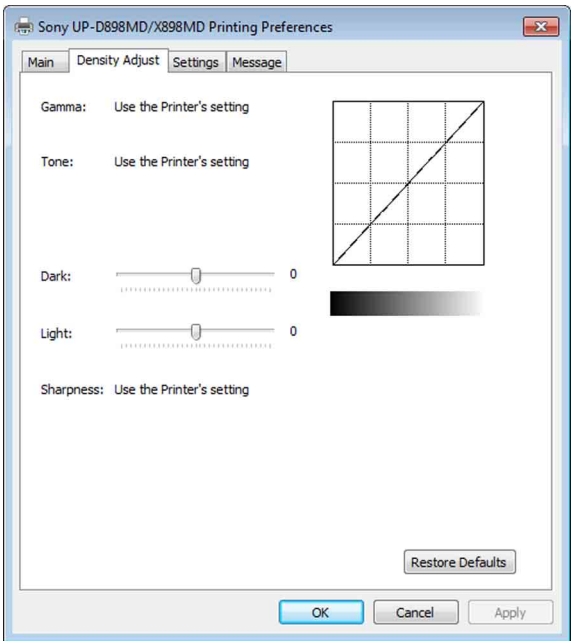 Sony UP-D898MD/X898MD Printing Preferences
Main Density Adjust Settings Message
Gamma: Use the Printer's setting
Tone: Use the Printer's setting
Dark: 0
Light: 0
Sharpness: Use the Printer's setting
Restore Defaults
OK Cancel Apply